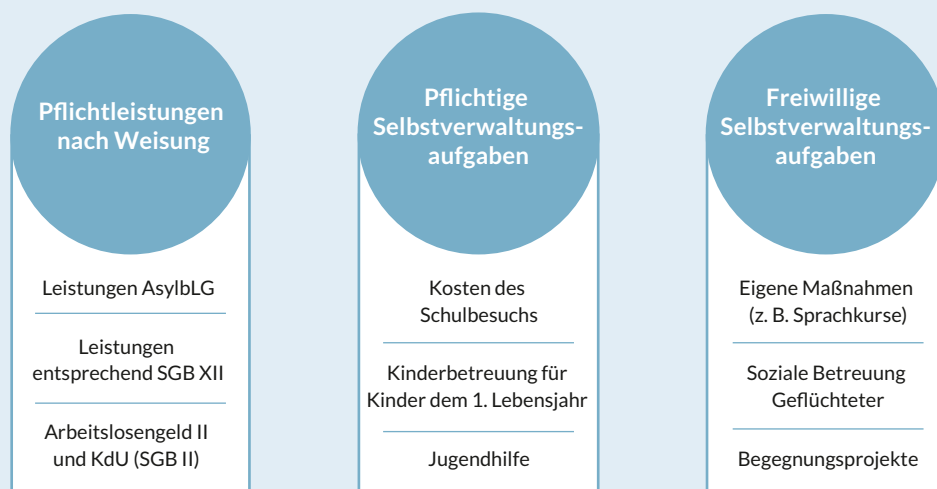 Pflichtleistungen
nach Weisung
Leistungen AsylbLG
Leistungen
entsprechend SGB XII
Arbeitslosengeld II
und KdU (SGB II)
Pflichtige
Selbstverwaltungs-
aufgaben
Kosten des
Schulbesuchs
Kinderbetreuung für
Kinder dem 1. Lebensjahr
Jugendhilfe
Freiwillige
Selbstverwaltungs-
aufgaben
Eigene Maßnahmen
(z. B. Sprachkurse)
Soziale Betreuung
Geflüchteter
Begegnungsprojekte